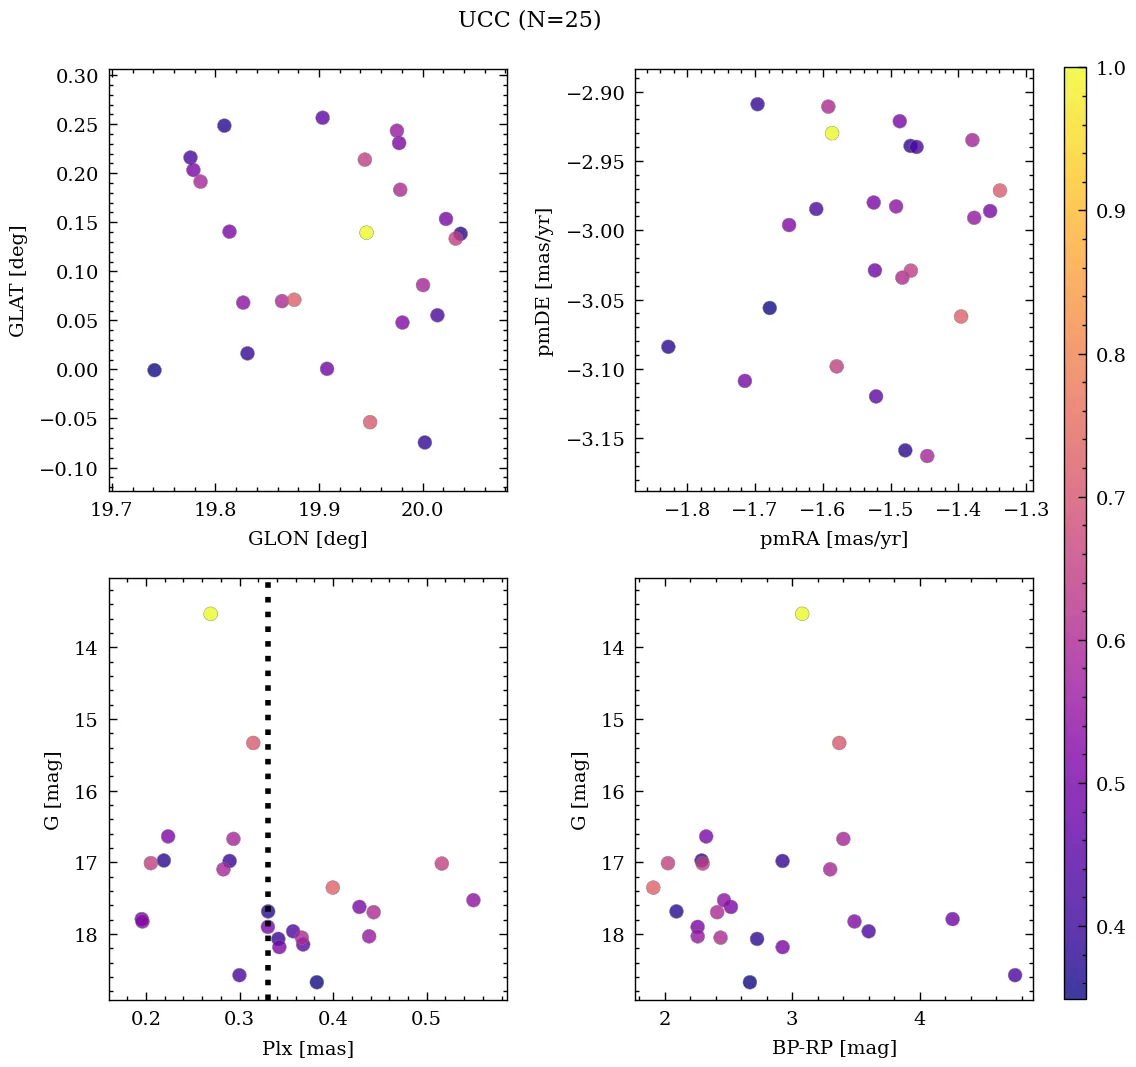 UCC (N=25)
0.30
0.25
0.20
0.15
0.10
0.05
0.00
−0.05
−0.10
GLAT [deg]
19.7 19.8 19.9 20.0
GLON [deg]
−2.90
−2.95
−3.00
−3.05
−3.10
−3.15
pmDE [mas/yr]
−1.8 −1.7 −1.6 −1.5 −1.4 −1.3
pmRA [mas/yr]
14
15
16
17
18
G [mag]
0.2 0.3 0.4 0.5
Plx [mas]
14
15
16
17
18
G [mag]
2 3 4
BP-RP [mag]
1.0
0.9
0.8
0.7
0.6
0.5
0.4